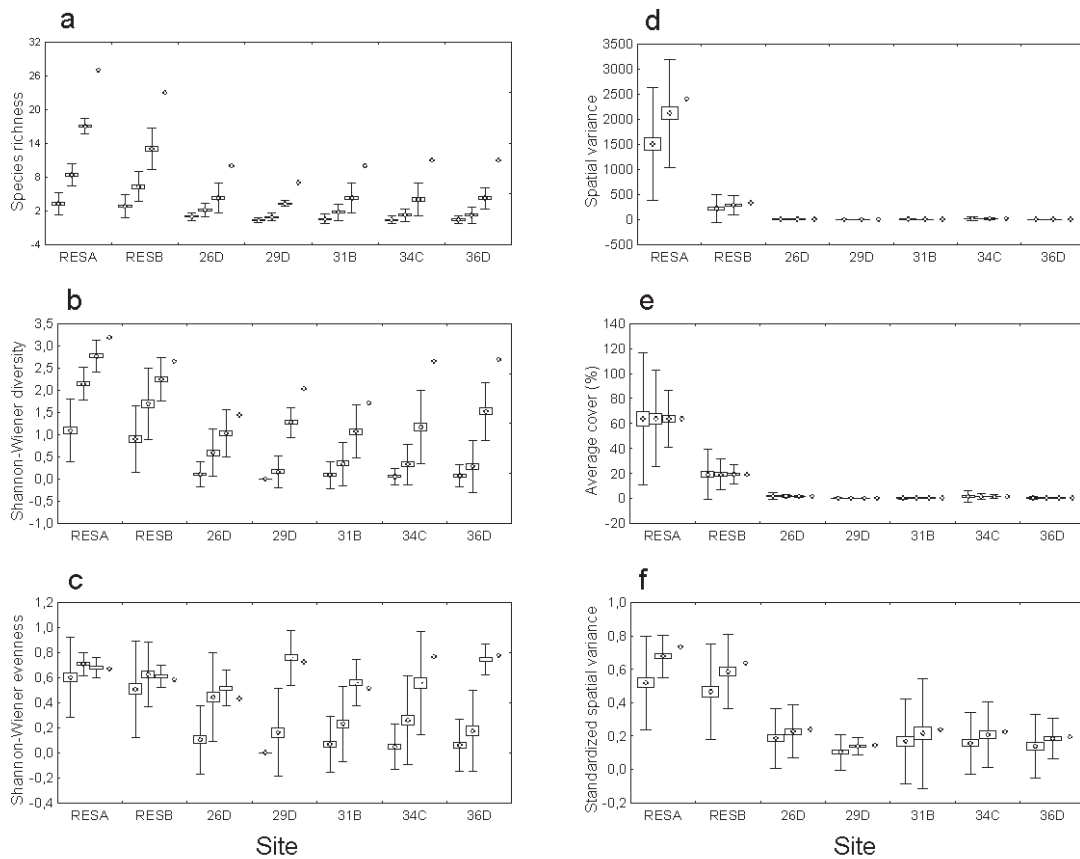 a
Species richness
32
26
20
14
8
2
-4
RESA RESB 26D 29D 31B 34C 36D
b
Shannon-Wiener diversity
3,5
3,0
2,5
2,0
1,5
1,0
0,5
0,0
-0,5
-1,0
RESA RESB 26D 29D 31B 34C 36D
c
Shannon-Wiener evenness
1,2
1,0
0,8
0,6
0,4
0,2
0,0
-0,2
-0,4
RESA RESB 26D 29D 31B 34C 36D
Site
d
Spatial variance
3500
3000
2500
2000
1500
1000
500
0
-500
RESA RESB 26D 29D 31B 34C 36D
e
Average cover (%)
140
120
100
80
60
40
20
0
-20
RESA RESB 26D 29D 31B 34C 36D
f
Standardized spatial variance
1,0
0,8
0,6
0,4
0,2
0,0
-0,2
RESA RESB 26D 29D 31B 34C 36D
Site